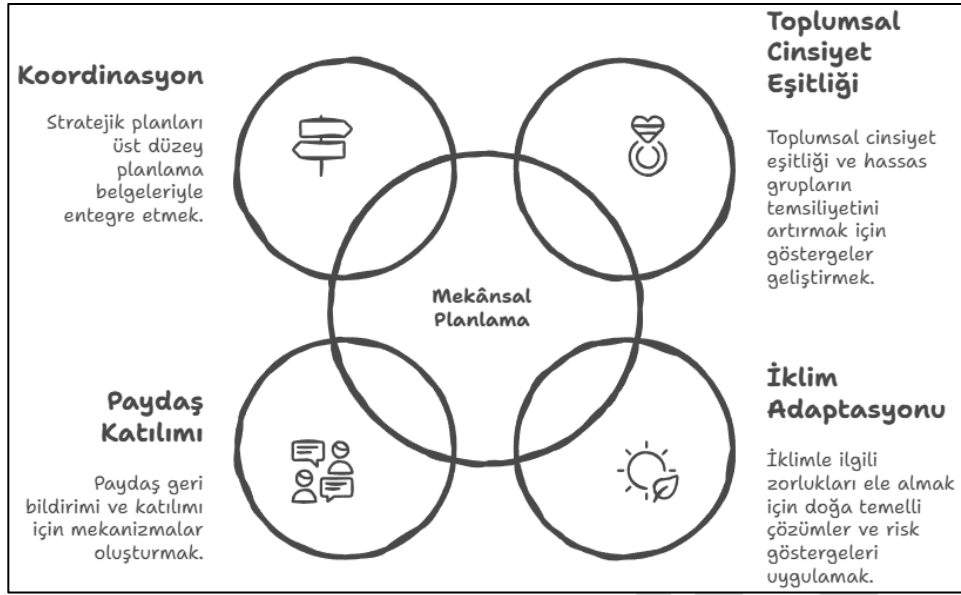 Koordinasyon
Stratejik planları
üst düzey
planlama
belgeleriyle
entegre etmek.
Toplumsal
Cinsiyet
Eşitliği
Toplumsal cinsiyet
eşitliği ve hassas
grupların
temsiliyetini
artırmak için
göstergeler
geliştirmek.
Mekânsal
Planlama
Paydaş
Katılımı
Paydaş geri
bildirimi ve katılımı
için mekanizmalar
oluşturmak.
İklim
Adaptasyonu
İklimle ilgili
zorlukları ele almak
için doğa temelli
çözümler ve risk
göstergeleri
uygulamak.